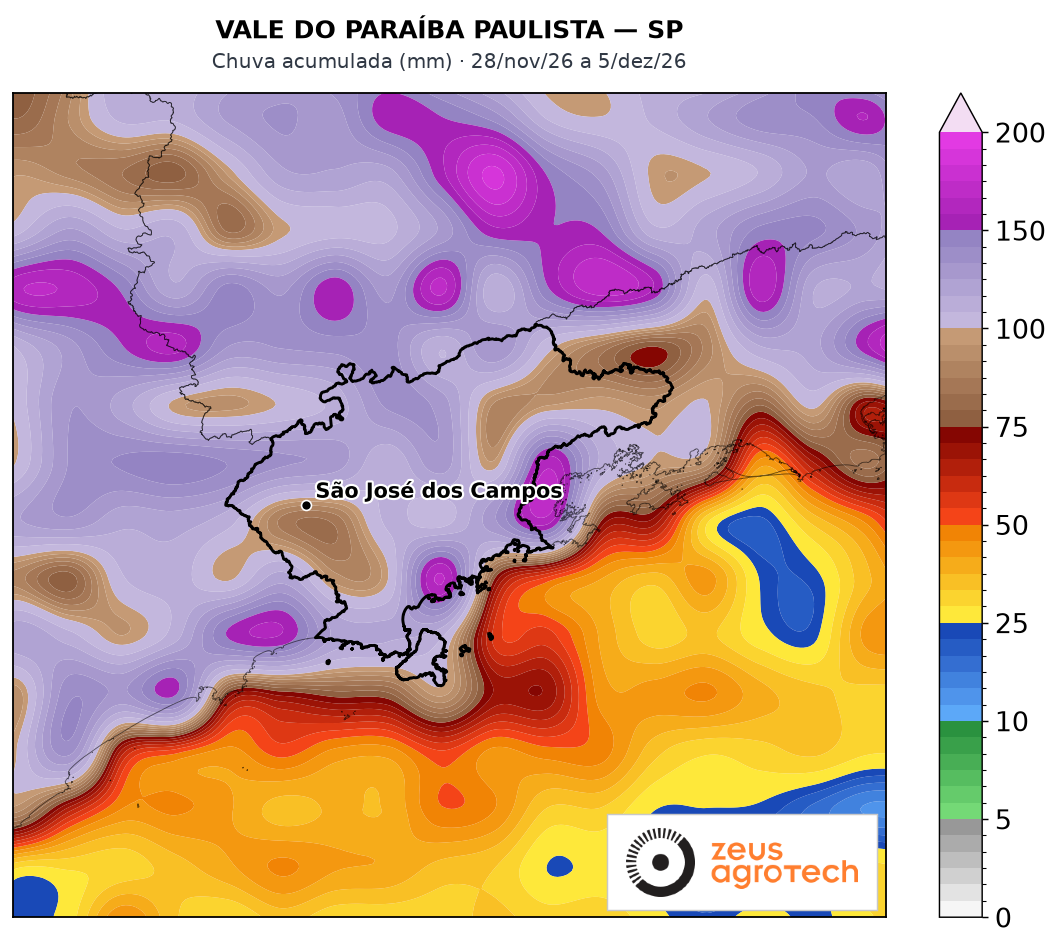 VALE DO PARAÍBA PAULISTA — SP
Chuva acumulada (mm) · 28/nov/26 a 5/dez/26
200
150
100
75
50
25
10
5
0
São José dos Campos
zeus
agrotech